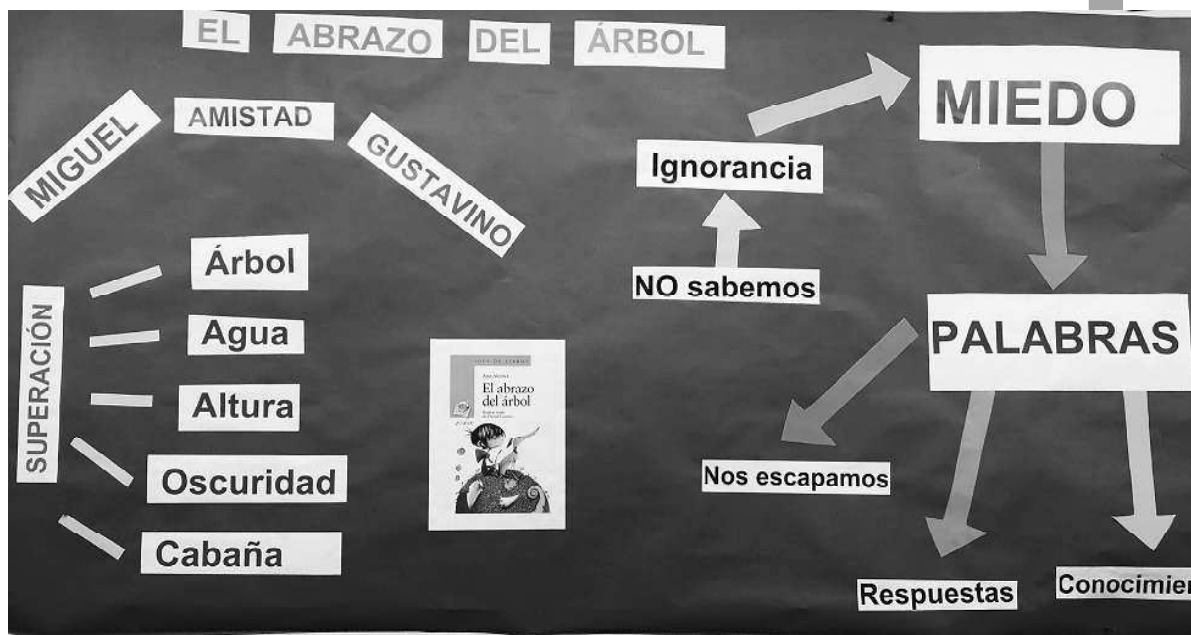 EL ABRAZO DEL ÁRBOL
MIGUEL
AMISTAD
GUSTAVINO
SUPERACIÓN
Árbol
Agua
Altura
Oscuridad
Cabaña
El abrazo
del árbol
MIEDO
Ignorancia
NO sabemos
PALABRAS
Nos escapamos
Respuestas
Conocimien